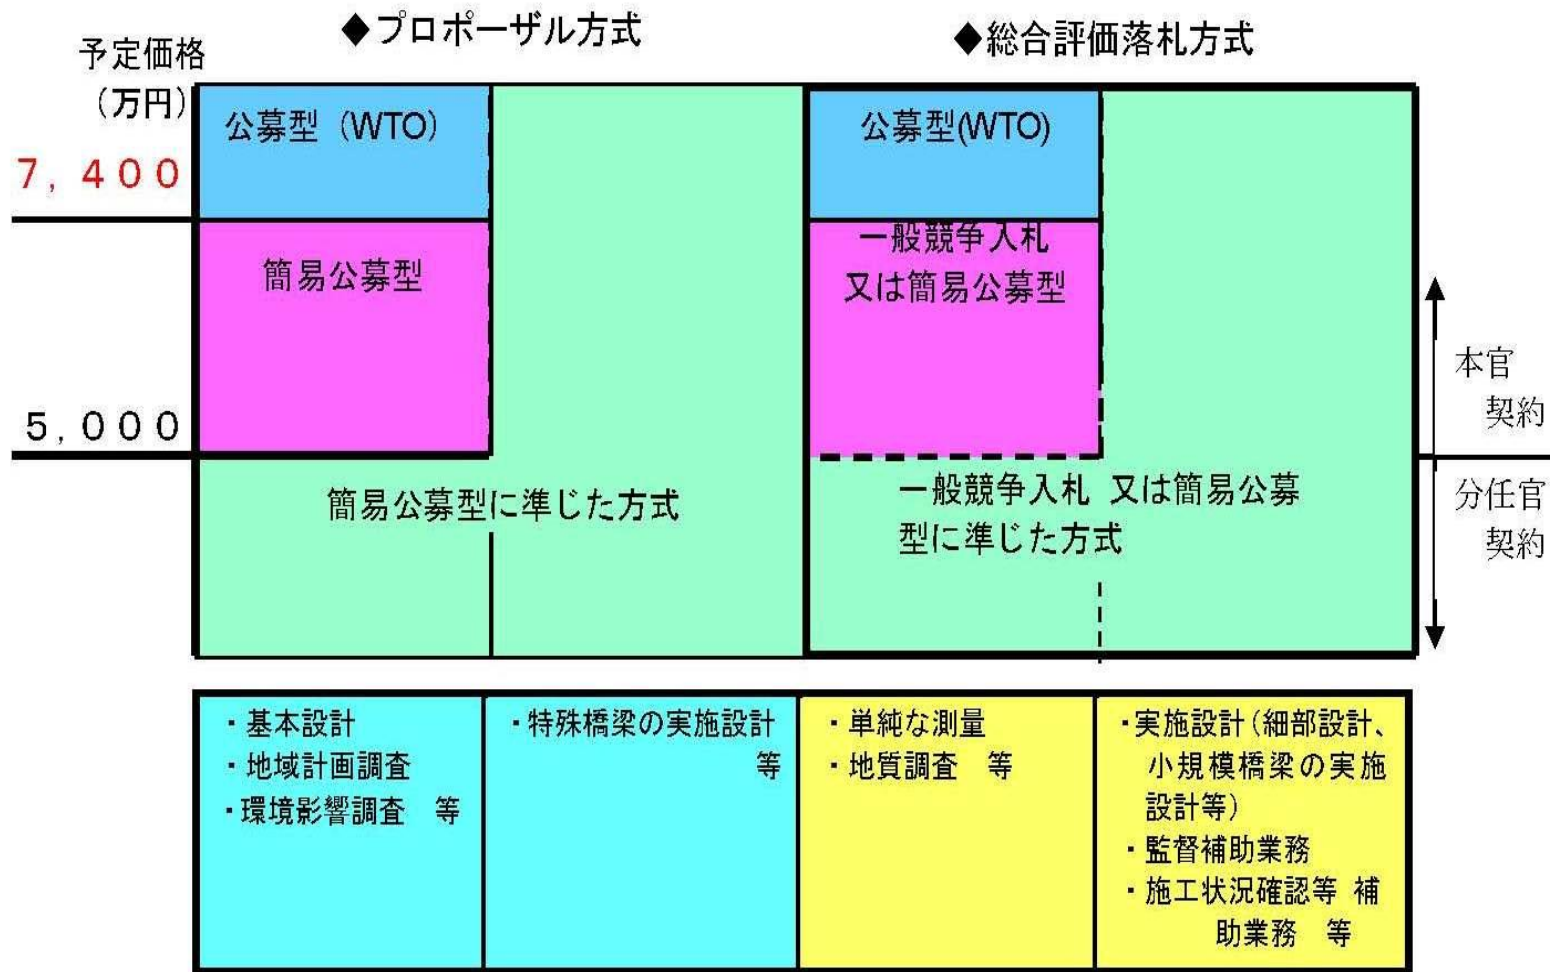 ◆プロポーザル方式
◆総合評価落札方式
予定価格
（万円）
公募型（WTO）
公募型(WTO)
７，４００
簡易公募型
一般競争入札
又は簡易公募型
本官
契約
５，０００
簡易公募型に準じた方式
一般競争入札 又は簡易公募
型に準じた方式
分任官
契約
・基本設計
・地域計画調査
・環境影響調査　等
・特殊橋梁の実施設計
等
・単純な測量
・地質調査　等
・実施設計（細部設計、
小規模橋梁の実施
設計等）
・監督補助業務
・施工状況確認等 補
助業務　等